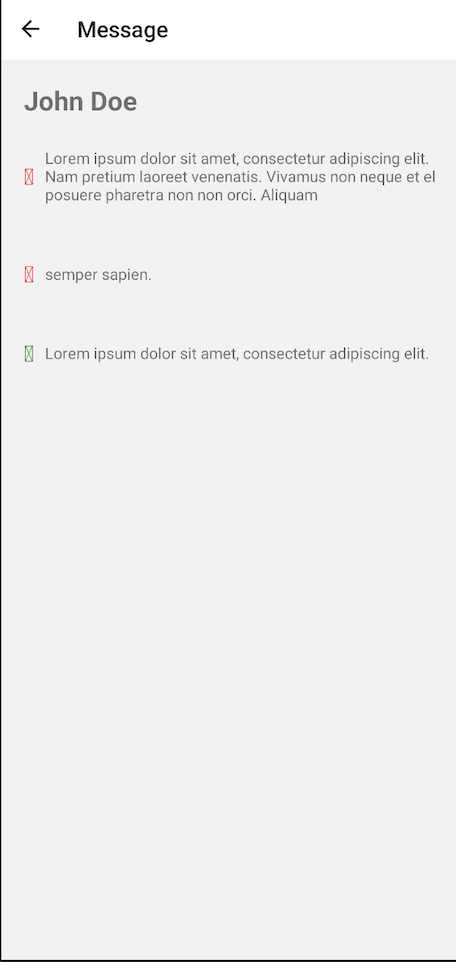 Message
John Doe
Lorem ipsum dolor sit amet, consectetur adipiscing elit.
Nam pretium laoreet venenatis. Vivamus non neque et el
posuere pharetra non non orci. Aliquam
semper sapien.
Lorem ipsum dolor sit amet, consectetur adipiscing elit.